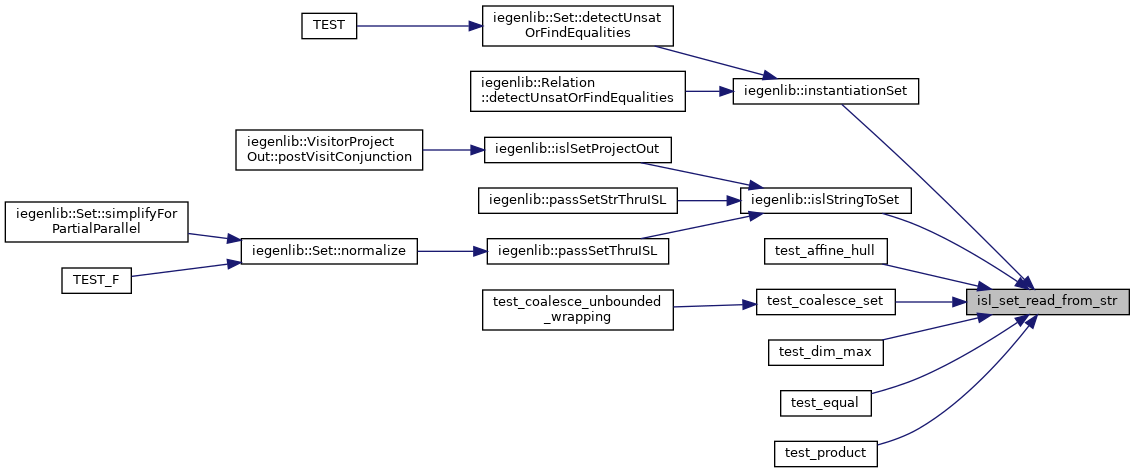 TEST
iegenlib::Set::detectUnsat
OrFindEqualities
iegenlib::Relation
::detectUnsatOrFindEqualities
iegenlib::instantiationSet
iegenlib::VisitorProject
Out::postVisitConjunction
iegenlib::islSetProjectOut
iegenlib::passSetStrThruISL
iegenlib::islStringToSet
iegenlib::Set::simplifyFor
PartialParallel
iegenlib::Set::normalize
iegenlib::passSetThruISL
TEST_F
test_affine_hull
isl_set_read_from_str
test_coalesce_unbounded
_wrapping
test_coalesce_set
test_dim_max
test_equal
test_product